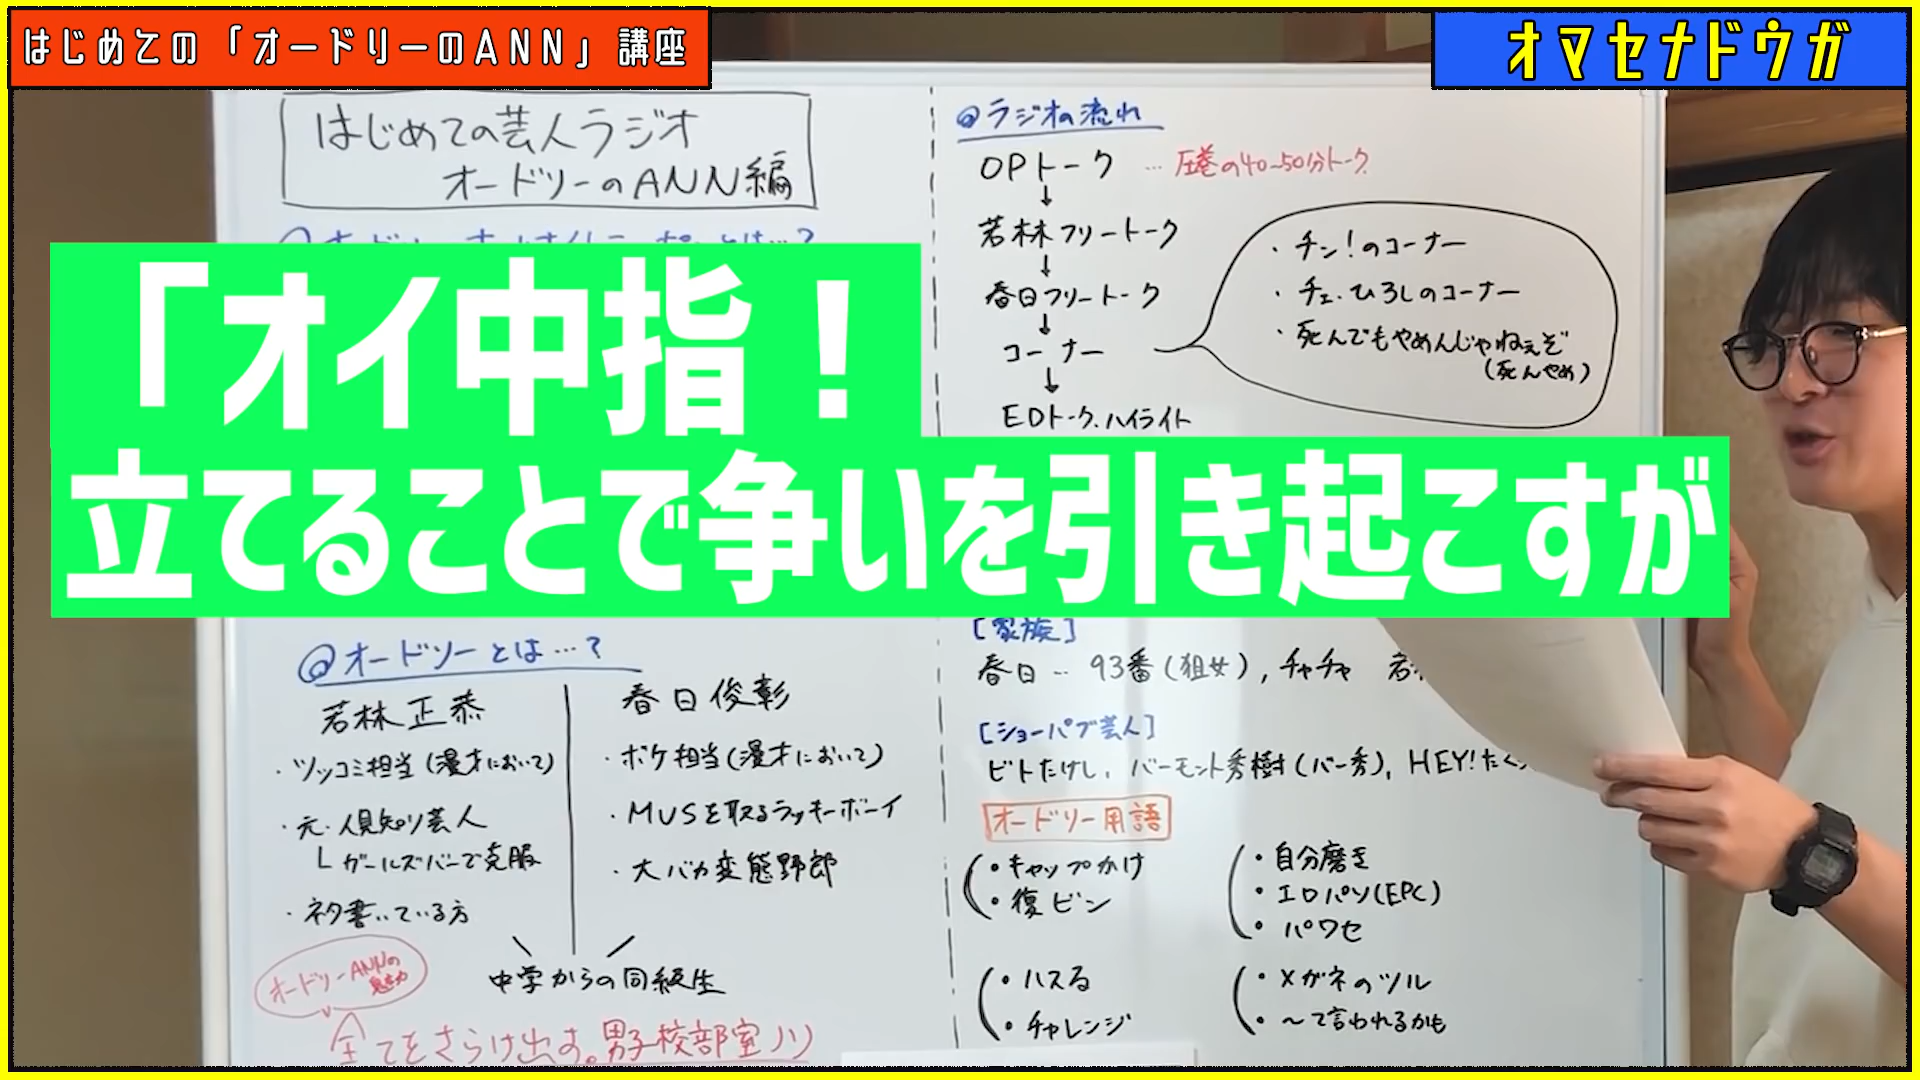 はじめての「オードリーのANN」講座
オマセナドウガ
はじめての芸人ラジオ
オードリーのANN編
「オイ中指！
立てることで争いを引き起こすが
@オードリーとは…？
若林正恭
・ツッコミ担当(漫才において)
・元・人見知り芸人
L ガールズバーで克服
・ネタ書いている方
春日俊彰
・ボケ担当(漫才において)
・MUSを取るラッキーボーイ
・大バカ変態野郎
中学からの同級生
オードリーANNの
魅力
全てをさらけ出す。男子校部室ノリ
@ラジオの流れ
OPトーク … 圧巻の40~50分トーク
↓
若林フリートーク
↓
春日フリートーク
↓
コーナー
↓
EDトーク、ハイライト
・チン！のコーナー
・チェ・ひろしのコーナー
・死んでもやめんじゃねぇぞ
(死んやめ)
[家族]
春日… 93番(狙女), チャチャ
[ショーパブ芸人]
ビトたけし、バーモント秀樹(バー秀), HEY!たく
オードリー用語
・キャップかけ
・復ビン
・ハスる
・チャレンジ
・自分磨き
・エロパソ(EPC)
・パワセ
・メガネのツル
・〜て言われるかも